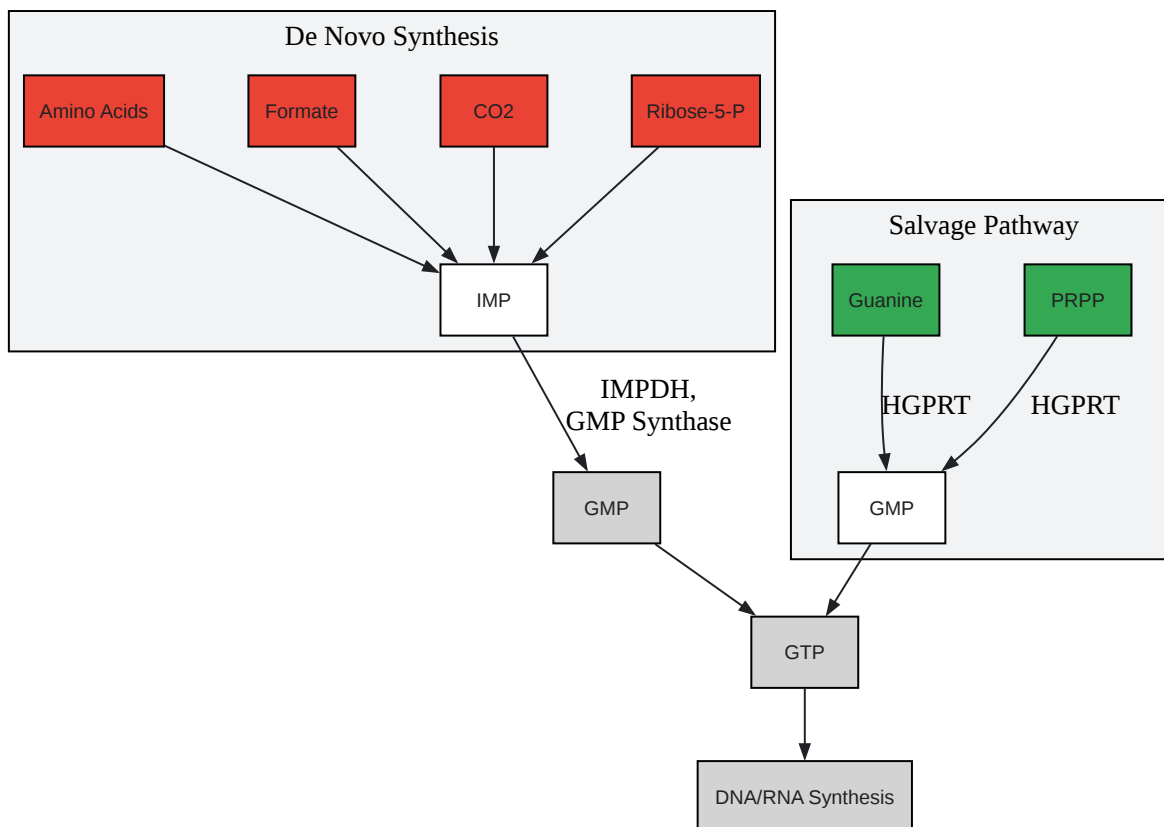 De Novo Synthesis
Amino Acids
Formate
CO2
Ribose-5-P
Salvage Pathway
IMP
Guanine
PRPP
IMPDH,
GMP Synthase
HGPRT
HGPRT
GMP
GMP
GTP
DNA/RNA Synthesis